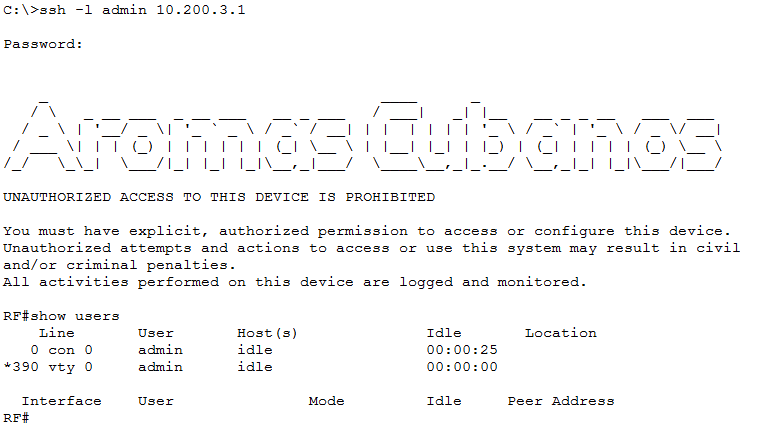 C:\>ssh -l admin 10.200.3.1
Password:
Aromas Cubanos
UNAUTHORIZED ACCESS TO THIS DEVICE IS PROHIBITED
You must have explicit, authorized permission to access or configure this device.
Unauthorized attempts and actions to access or use this system may result in civil
and/or criminal penalties.
All activities performed on this device are logged and monitored.
RF#show users
Line User Host(s) Idle Location
0 con 0 admin idle 00:00:25
*390 vty 0 admin idle 00:00:00
Interface User Mode Idle Peer Address
RF#